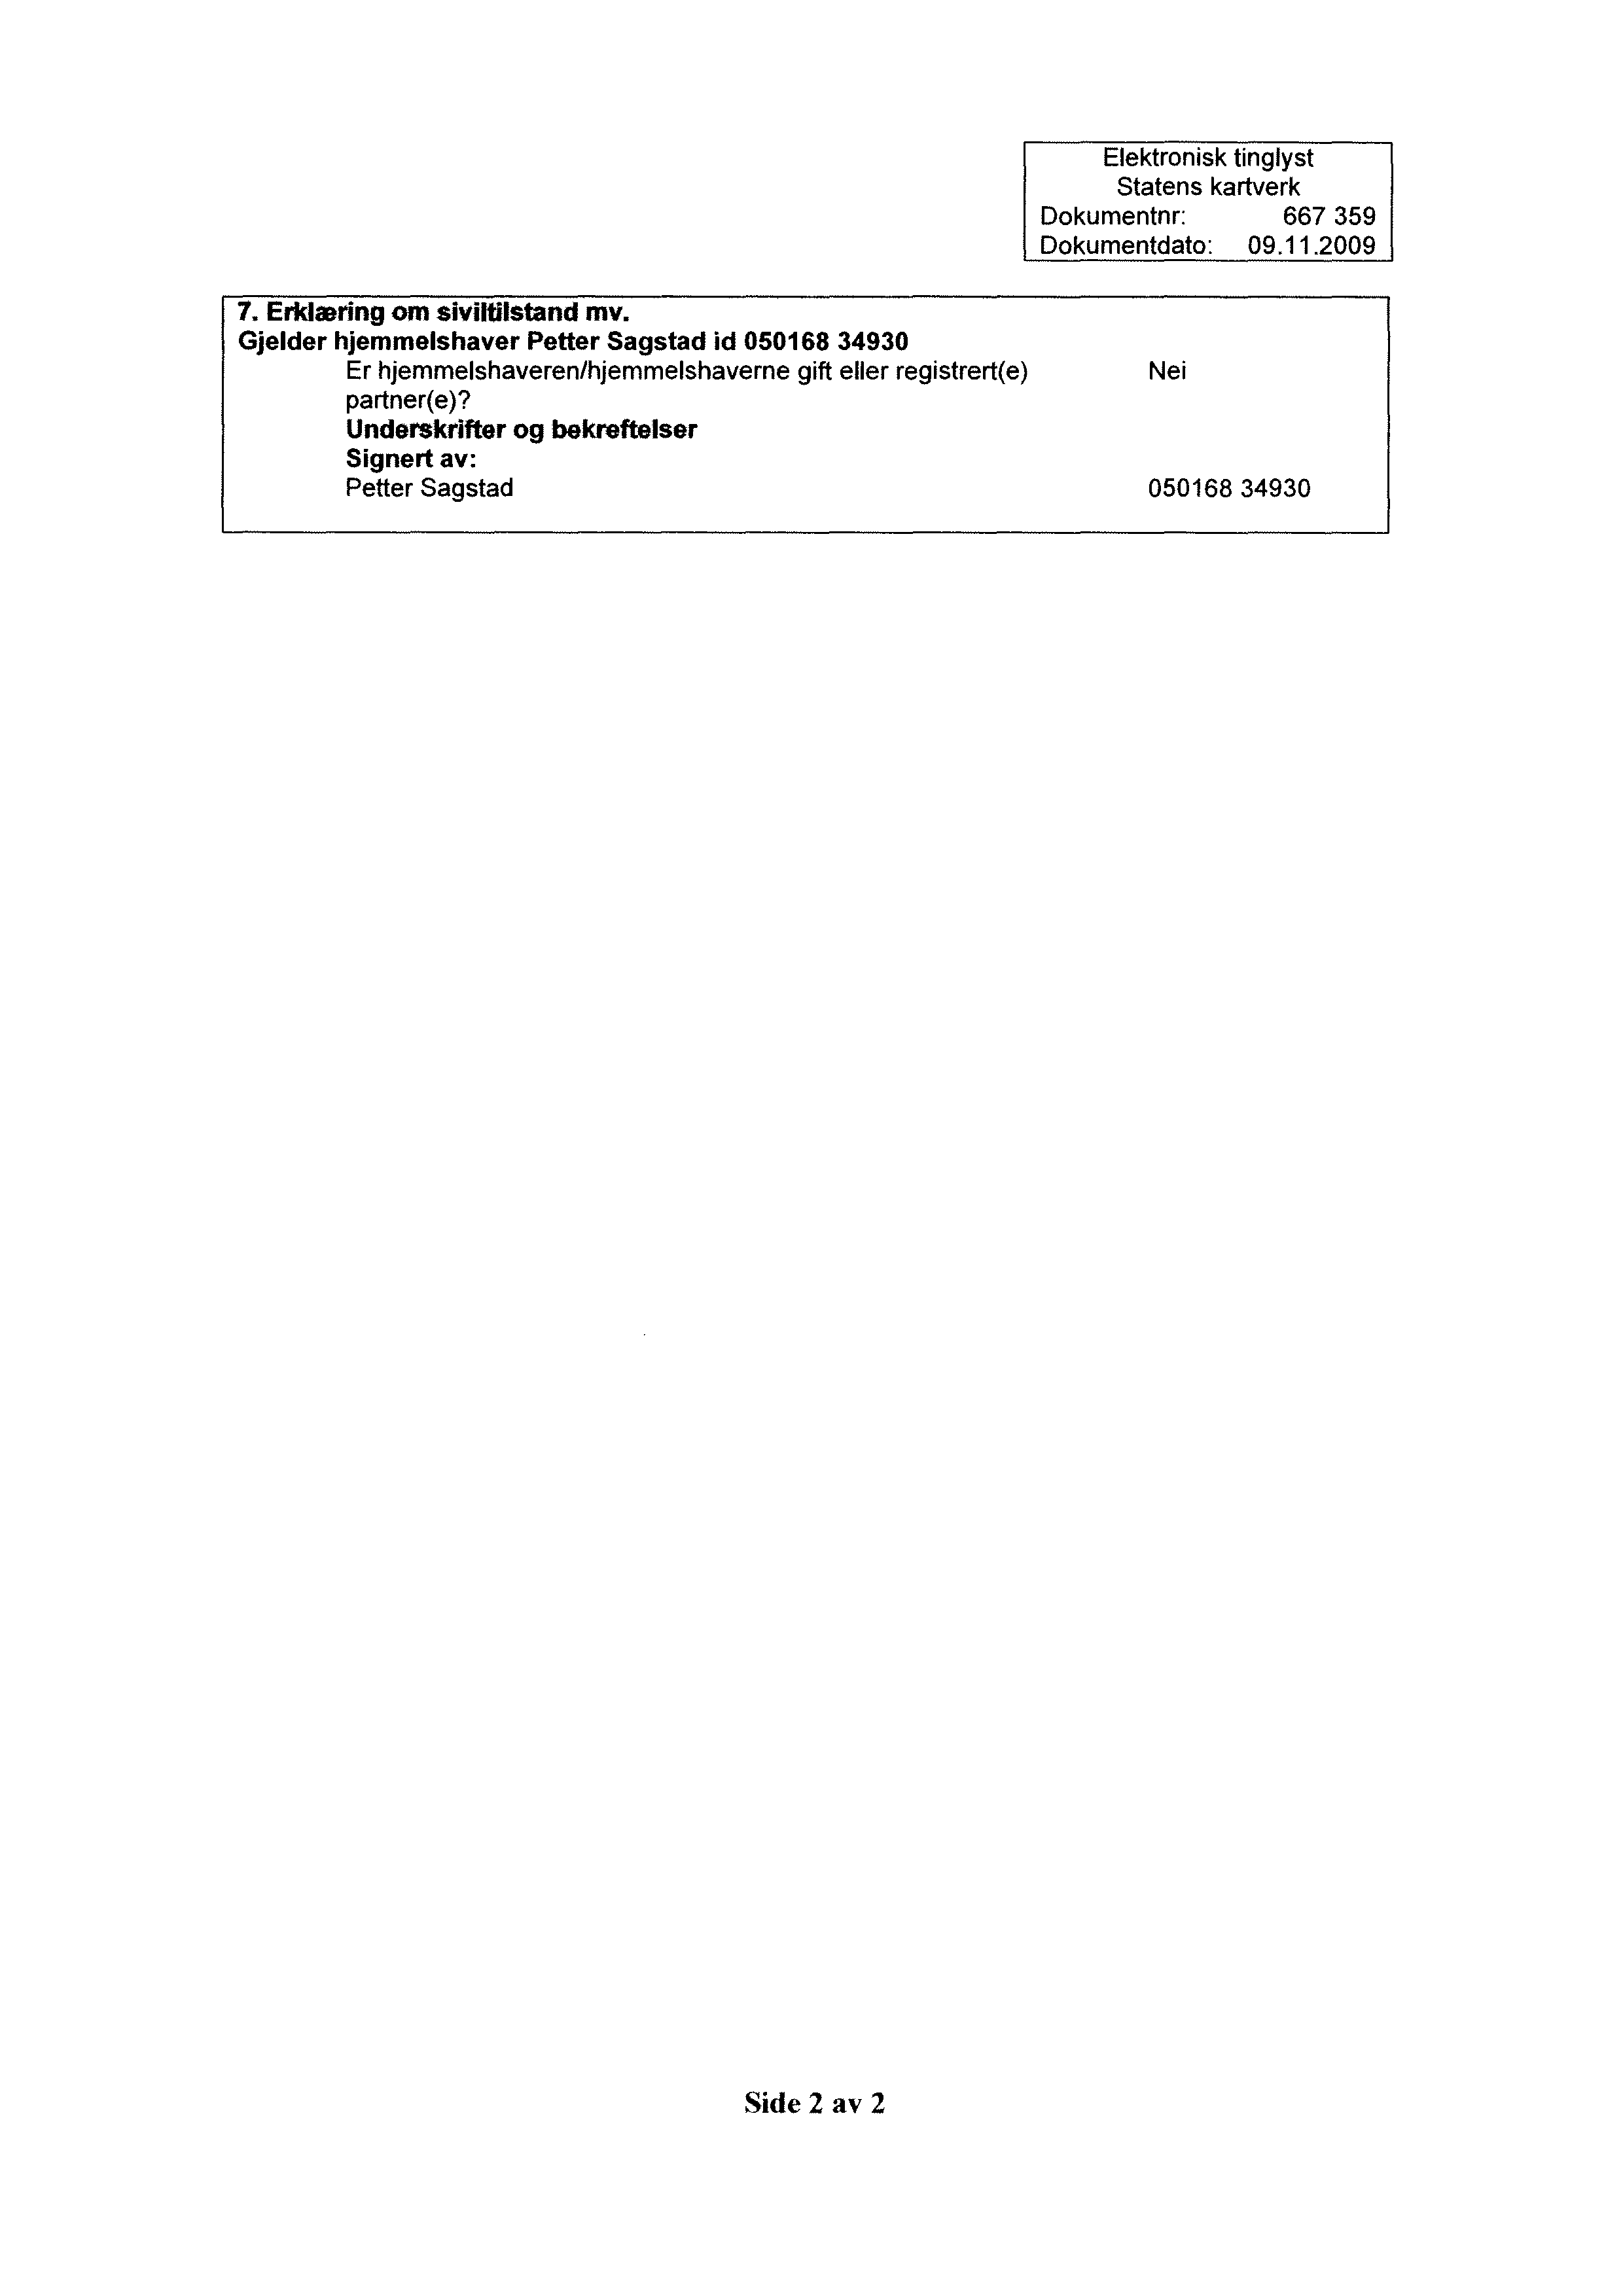 Elektronisk tinglyst
Statens kartverk
Dokumentnr: 667 359
Dokumentdato: 09.11.2009
7. Erklæring om siviltilstand mv.
Gjelder hjemmelshaver Petter Sagstad id 050168 34930
Er hjemmelshaveren/hjemmelshaverne gift eller registrert(e) Nei
partner(e)?
Underskrifter og bekreftelser
Signert av:
Petter Sagstad 050168 34930
Side 2 av 2